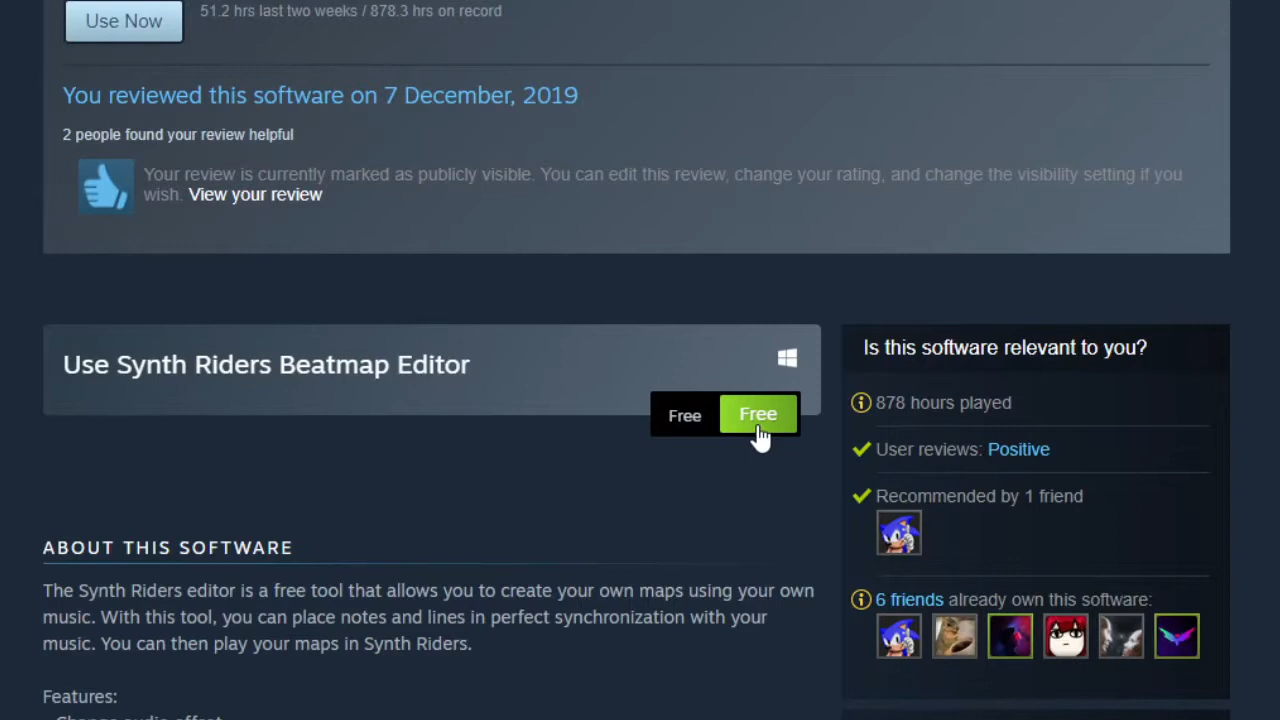 Use Now
51.2 hrs last two weeks / 878.3 hrs on record
You reviewed this software on 7 December, 2019
2 people found your review helpful
Your review is currently marked as publicly visible. You can edit this review, change your rating, and change the visibility setting if you
wish. View your review
Use Synth Riders Beatmap Editor
Free
Free
ABOUT THIS SOFTWARE
The Synth Riders editor is a free tool that allows you to create your own maps using your own
music. With this tool, you can place notes and lines in perfect synchronization with your
music. You can then play your maps in Synth Riders.
Features:
- Change audio offset
Is this software relevant to you?
878 hours played
User reviews: Positive
Recommended by 1 friend
6 friends already own this software: